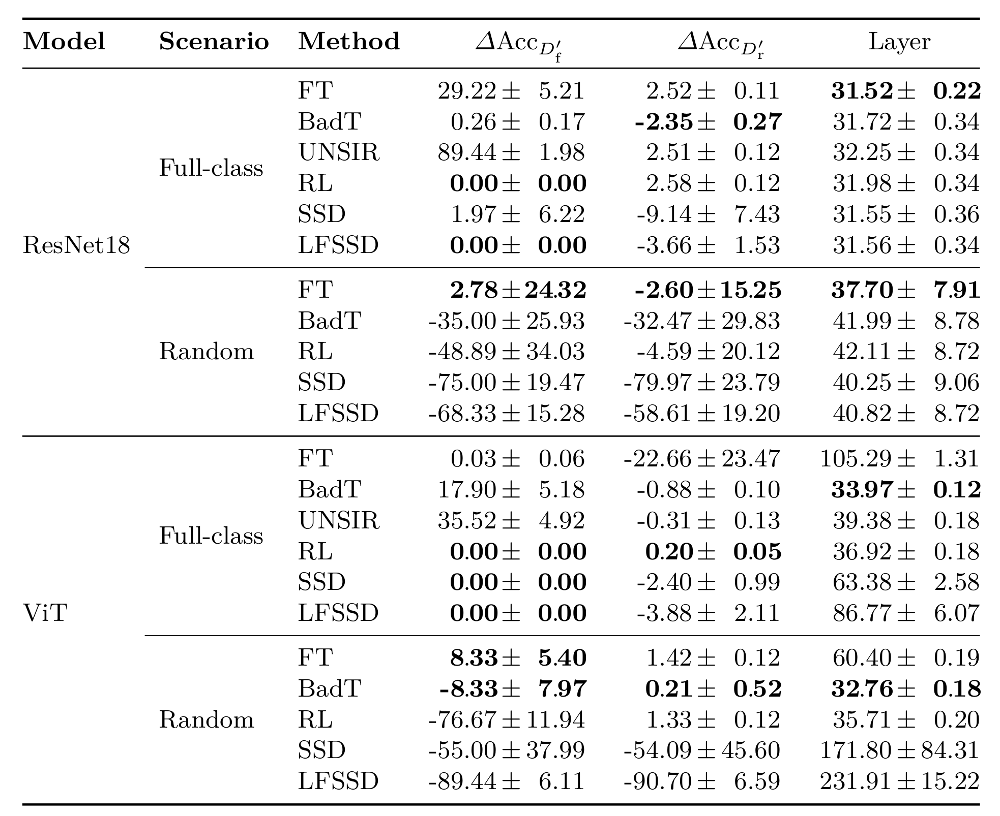 Model Scenario Method ΔAcc_{D′_f} ΔAcc_{D′_r} Layer
FT 29.22 ± 5.21 2.52 ± 0.11 31.52 ± 0.22
BadT 0.26 ± 0.17 -2.35 ± 0.27 31.72 ± 0.34
UNSIR 89.44 ± 1.98 2.51 ± 0.12 32.25 ± 0.34
Full-class
RL 0.00 ± 0.00 2.58 ± 0.12 31.98 ± 0.34
SSD 1.97 ± 6.22 -9.14 ± 7.43 31.55 ± 0.36
ResNet18 LFSSD 0.00 ± 0.00 -3.66 ± 1.53 31.56 ± 0.34
FT 2.78 ± 24.32 -2.60 ± 15.25 37.70 ± 7.91
BadT -35.00 ± 25.93 -32.47 ± 29.83 41.99 ± 8.78
Random RL -48.89 ± 34.03 -4.59 ± 20.12 42.11 ± 8.72
SSD -75.00 ± 19.47 -79.97 ± 23.79 40.25 ± 9.06
LFSSD -68.33 ± 15.28 -58.61 ± 19.20 40.82 ± 8.72
FT 0.03 ± 0.06 -22.66 ± 23.47 105.29 ± 1.31
BadT 17.90 ± 5.18 -0.88 ± 0.10 33.97 ± 0.12
UNSIR 35.52 ± 4.92 -0.31 ± 0.13 39.38 ± 0.18
Full-class
RL 0.00 ± 0.00 0.20 ± 0.05 36.92 ± 0.18
SSD 0.00 ± 0.00 -2.40 ± 0.99 63.38 ± 2.58
ViT LFSSD 0.00 ± 0.00 -3.88 ± 2.11 86.77 ± 6.07
FT 8.33 ± 5.40 1.42 ± 0.12 60.40 ± 0.19
BadT -8.33 ± 7.97 0.21 ± 0.52 32.76 ± 0.18
Random RL -76.67 ± 11.94 1.33 ± 0.12 35.71 ± 0.20
SSD -55.00 ± 37.99 -54.09 ± 45.60 171.80 ± 84.31
LFSSD -89.44 ± 6.11 -90.70 ± 6.59 231.91 ± 15.22